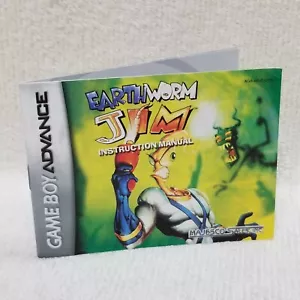 GAME BOY ADVANCE
EARTHWORM
JIM
INSTRUCTION MANUAL
MAJESCO